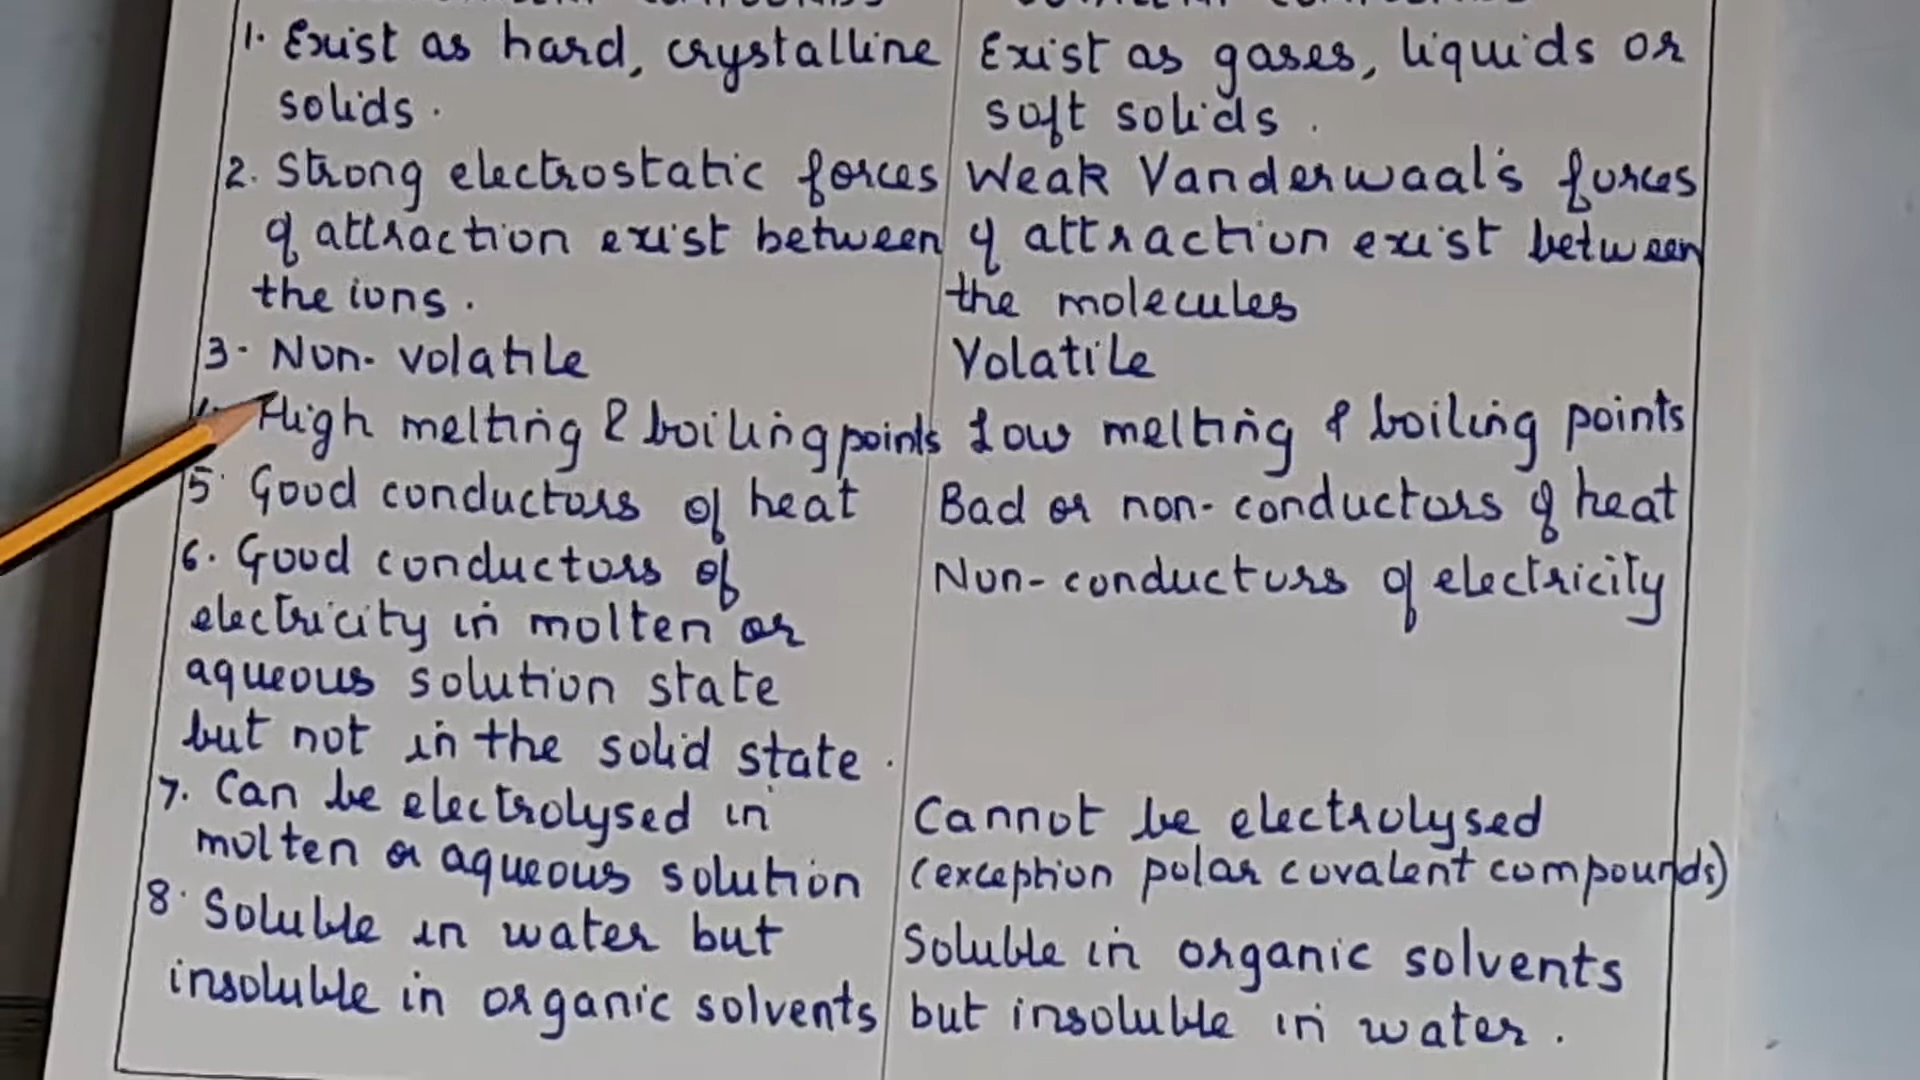 1. Exist as hard, crystalline
solids.
2. Strong electrostatic forces
of attraction exist between
the ions.
3. Non-volatile
4. High melting & boiling points
5. Good conductors of heat
6. Good conductors of
electricity in molten or
aqueous solution state
but not in the solid state.
7. Can be electrolysed in
molten or aqueous solution
8. Soluble in water but
insoluble in organic solvents
COMPOUNDS
Exist as gases, liquids or
soft solids.
Weak Vanderwaal's forces
of attraction exist between
the molecules
Volatile
Low melting & boiling points
Bad or non-conductors of heat
Non-conductors of electricity
Cannot be electrolysed
(exception polar covalent compounds)
Soluble in organic solvents
but insoluble in water.